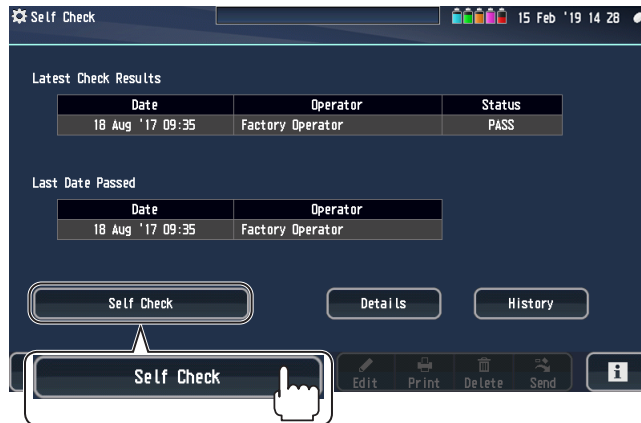 Self Check 15 Feb '19 14 28
Latest Check Results
Date Operator Status
18 Aug '17 09:35 Factory Operator PASS
Last Date Passed
Date Operator
18 Aug '17 09:35 Factory Operator
Self Check Details History
Self Check Edit Print Delete Send i